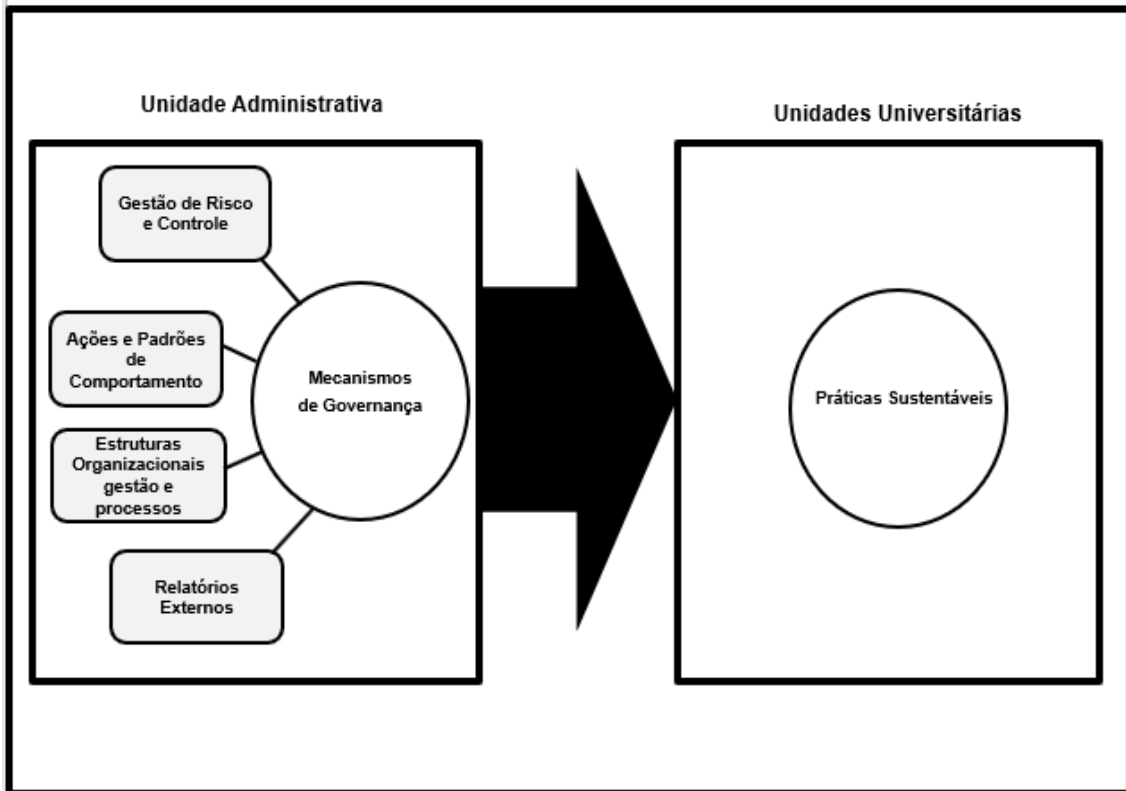 Unidade Administrativa
Unidades Universitárias
Gestão de Risco
e Controle
Ações e Padrões
de
Comportamento
Mecanismos
de Governança
Práticas Sustentáveis
Estruturas
Organizacionais
gestão e
processos
Relatórios
Externos